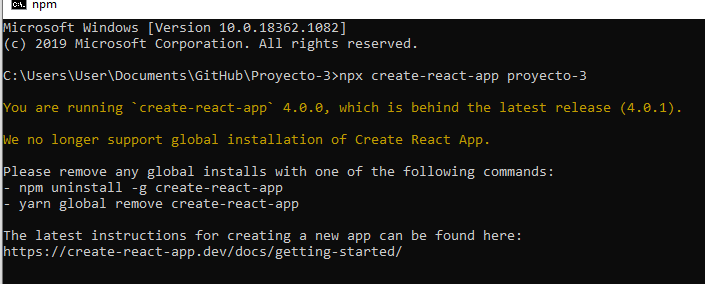 npm
Microsoft Windows [Version 10.0.18362.1082]
(c) 2019 Microsoft Corporation. All rights reserved.
C:\Users\User\Documents\GitHub\Proyecto-3>npx create-react-app proyecto-3
You are running `create-react-app` 4.0.0, which is behind the latest release (4.0.1).
We no longer support global installation of Create React App.
Please remove any global installs with one of the following commands:
- npm uninstall -g create-react-app
- yarn global remove create-react-app
The latest instructions for creating a new app can be found here:
https://create-react-app.dev/docs/getting-started/